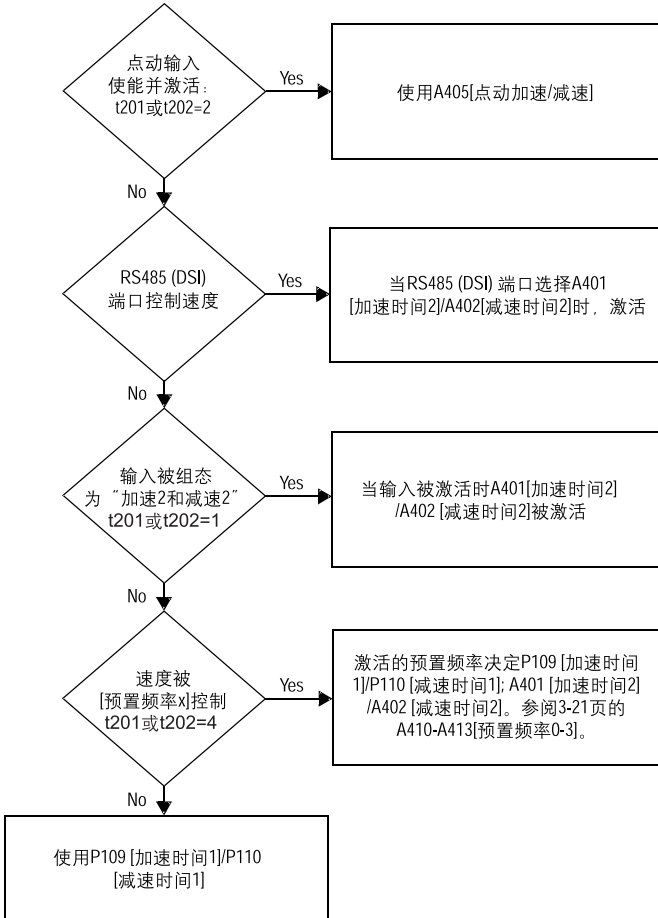 点动输入
使能并激活:
t201或t202=2
Yes
使用A405[点动加速/减速]
No
RS485 (DSI)
端口控制速度
Yes
当RS485 (DSI) 端口选择A401
[加速时间2]/A402[减速时间2]时，激活
No
输入被组态
为 "加速2和减速2"
t201或t202=1
Yes
当输入被激活时A401[加速时间2]
/A402 [减速时间2]被激活
No
速度被
[预置频率x]控制
t201或t202=4
Yes
激活的预置频率决定P109 [加速时间
1]/P110 [减速时间1]; A401 [加速时间2]
/A402 [减速时间2]。参阅3-21页的
A410-A413[预置频率0-3]。
No
使用P109 [加速时间1]/P110
[减速时间1]